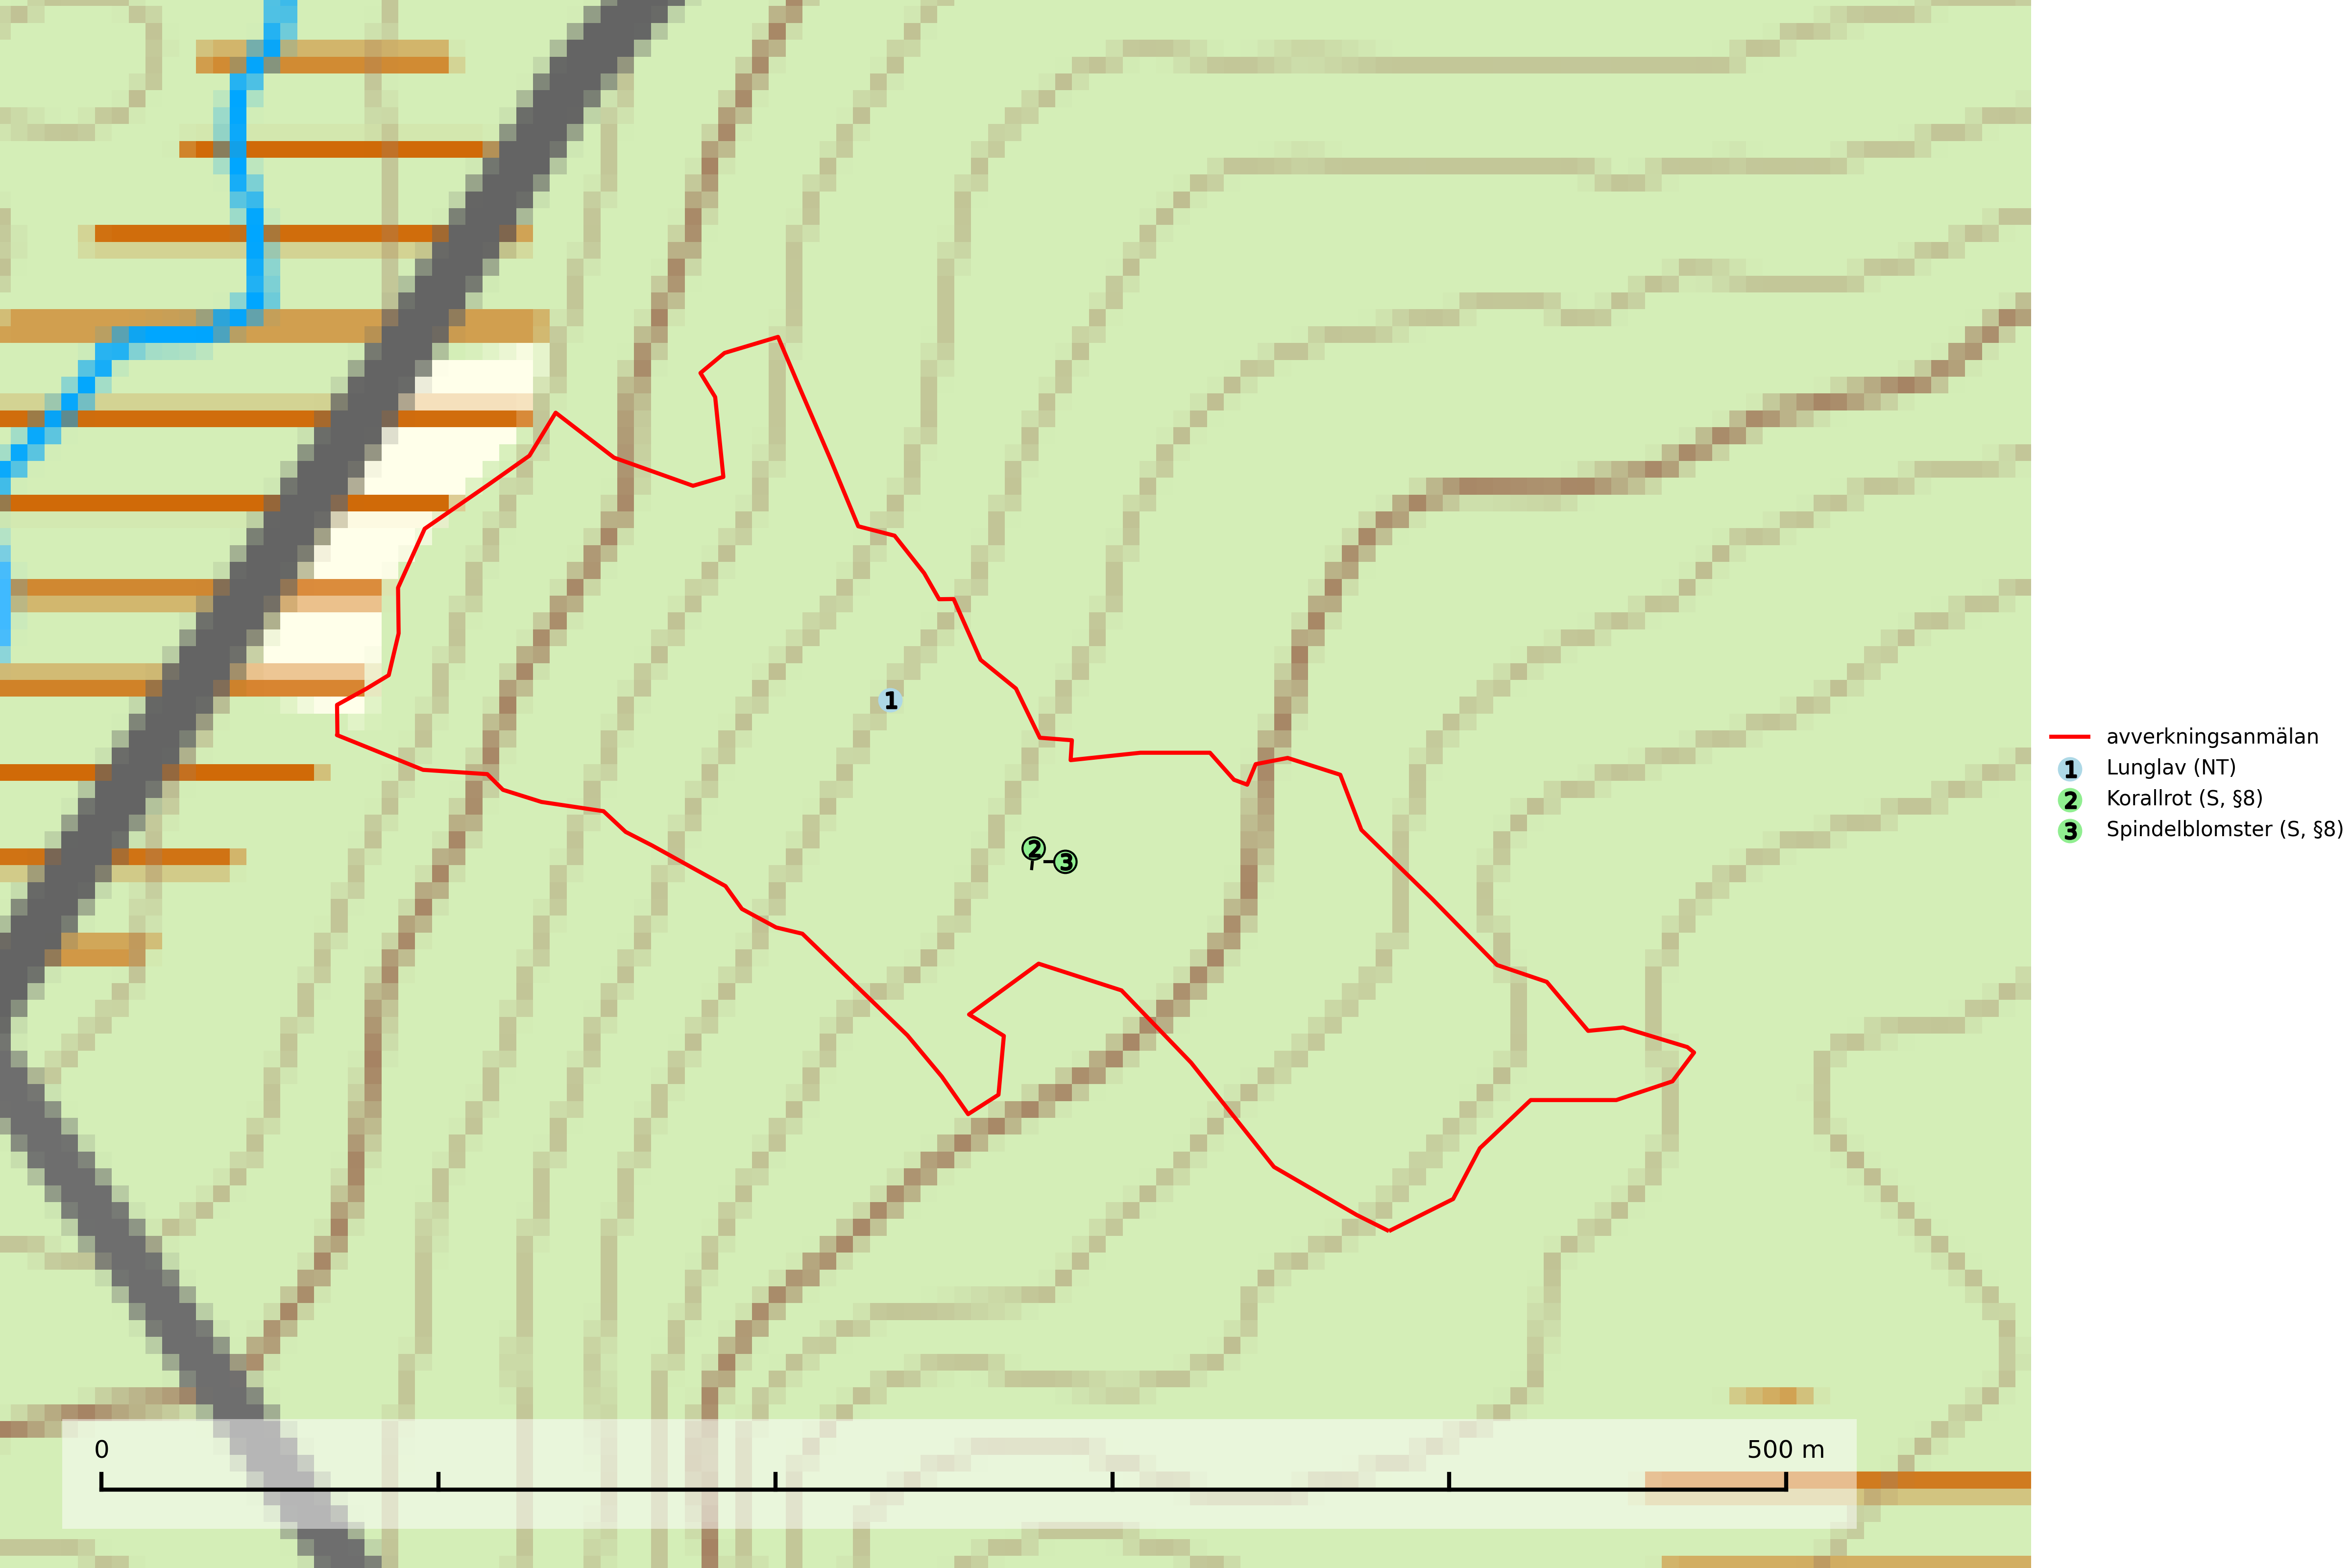 1
2
3
0
500 m
avverkningsanmälan
1 Lunglav (NT)
2 Korallrot (S, §8)
3 Spindelblomster (S, §8)